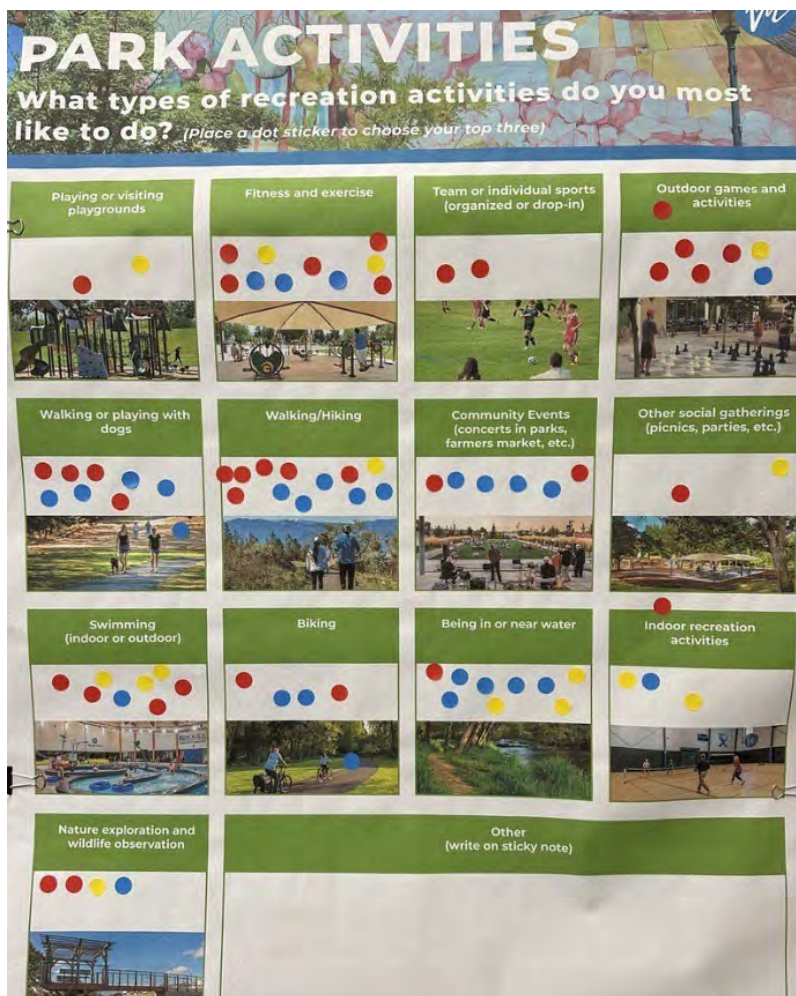 PARK ACTIVITIES
What types of recreation activities do you most
like to do? (Place a dot sticker to choose your top three)
Playing or visiting
playgrounds
Fitness and exercise
Team or individual sports
(organized or drop-in)
Outdoor games and
activities
Walking or playing with
dogs
Walking/Hiking
Community Events
(concerts in parks,
farmers market, etc.)
Other social gatherings
(picnics, parties, etc.)
Swimming
(indoor or outdoor)
Biking
Being in or near water
Indoor recreation
activities
Nature exploration and
wildlife observation
Other
(write on sticky note)